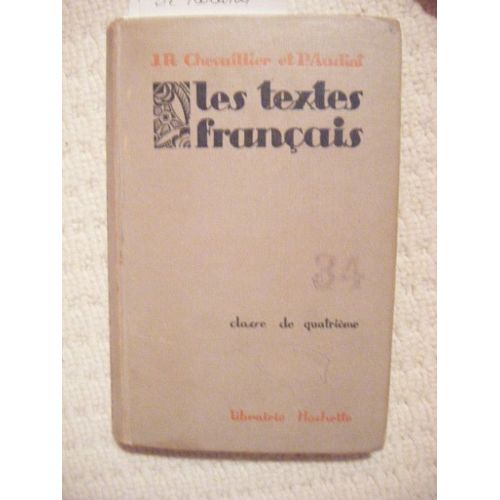 J.R Chevaillier et P.Audiat
les textes
français
34
classe de quatrième
librairie Hachette